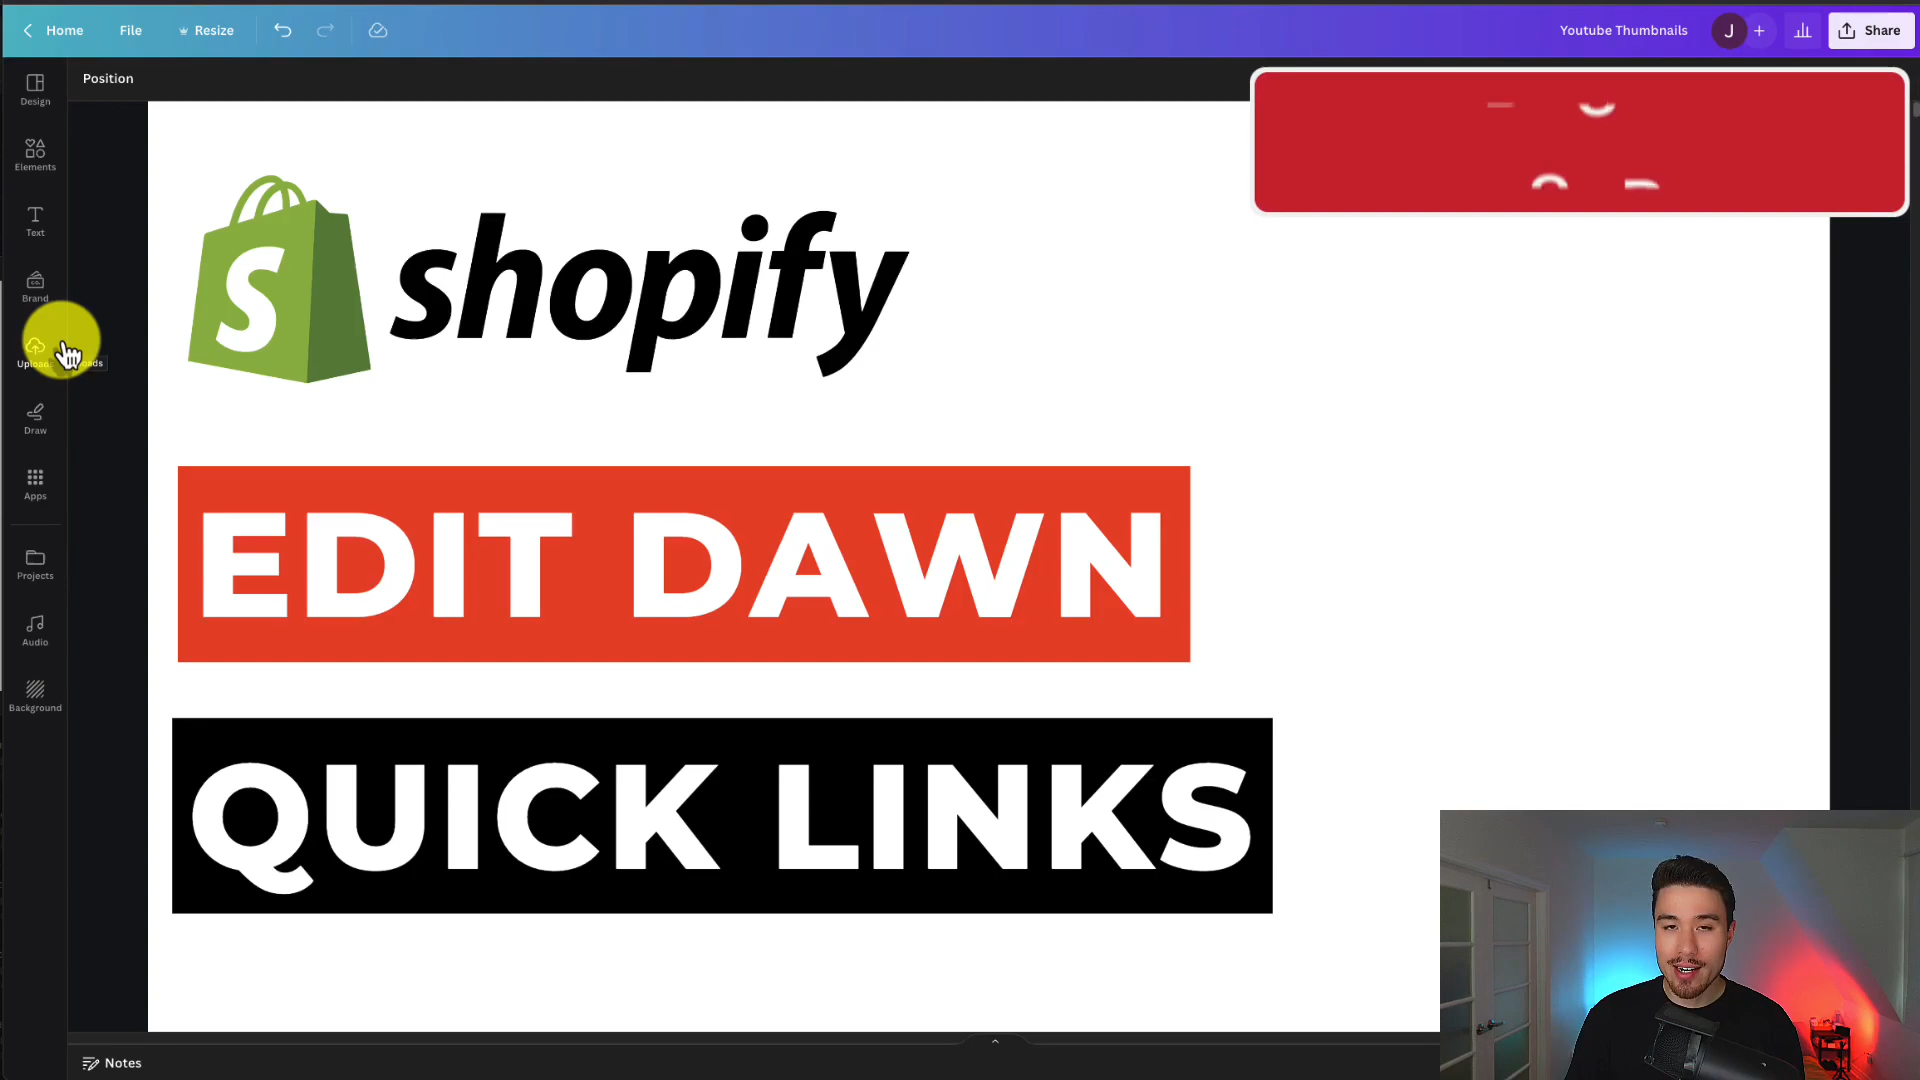 Home File Resize Youtube Thumbnails J + Share
Position
Design
Elements
Text
Brand
Draw
Apps
Projects
Audio
Background
S shopify
EDIT DAWN
QUICK LINKS
Notes